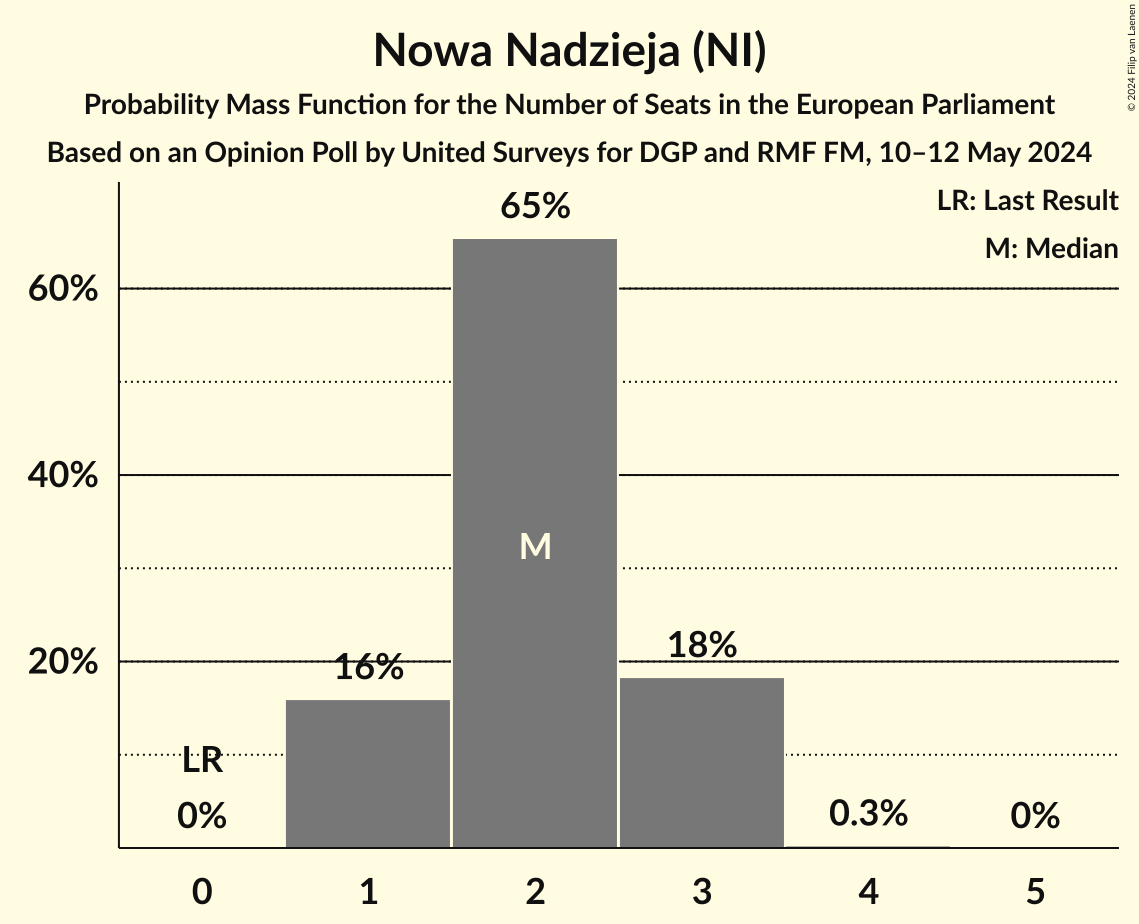 Nowa Nadzieja (NI)
Probability Mass Function for the Number of Seats in the European Parliament
Based on an Opinion Poll by United Surveys for DGP and RMF FM, 10–12 May 2024
© 2024 Filip van Laenen
LR: Last Result
M: Median
65%
60%
40%
M
20%
16%
18%
LR
0%
0.3%
0%
0 1 2 3 4 5